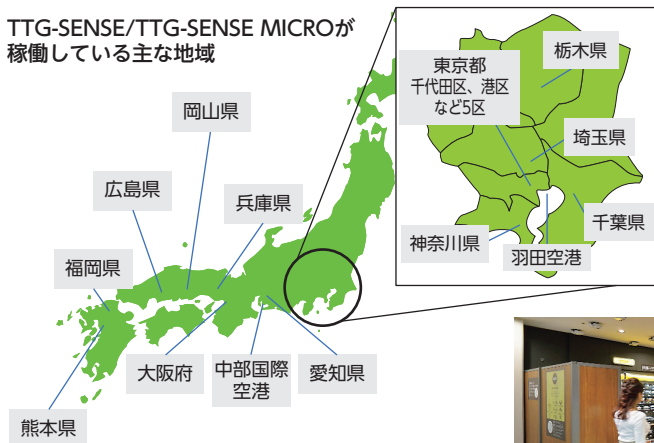 TTG-SENSE/TTG-SENSE MICROが
稼働している主な地域
岡山県
広島県
兵庫県
福岡県
大阪府
中部国際
空港
愛知県
熊本県
東京都
千代田区、港区
など5区
栃木県
埼玉県
千葉県
神奈川県
羽田空港